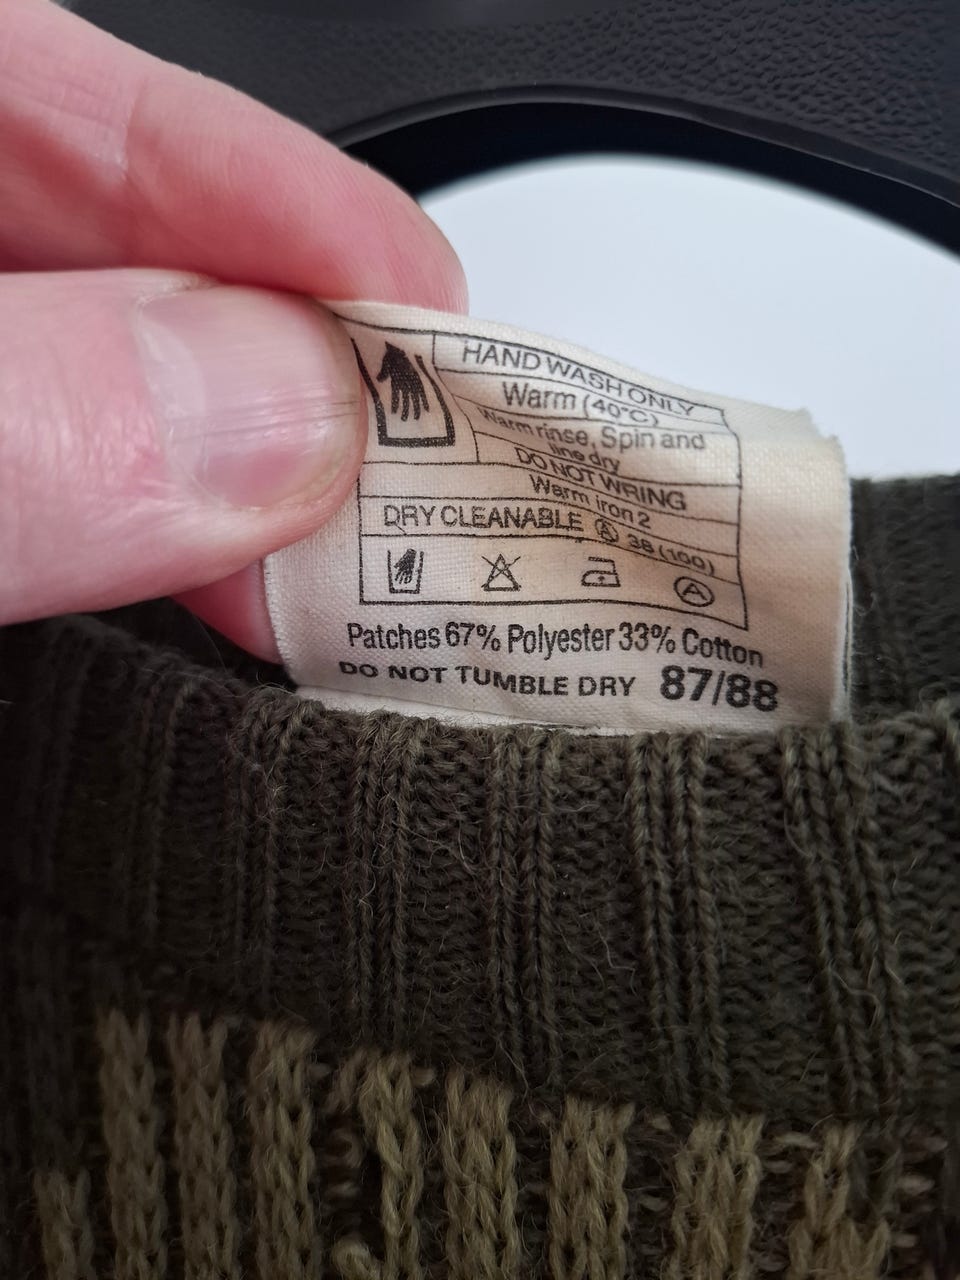 HAND WASH ONLY
Warm (40°C)
Warm rinse, Spin and
line dry
DO NOT WRING
Warm iron 2
DRY CLEANABLE Ⓐ 38 (100)
A
Patches 67% Polyester 33% Cotton
DO NOT TUMBLE DRY 87/88